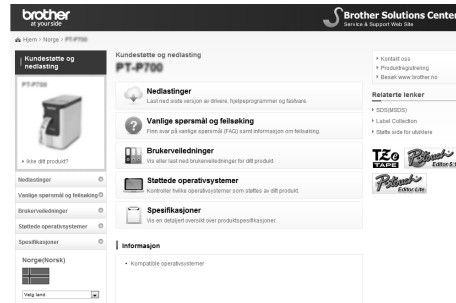 brother
at your side
Brother Solutions Center
Service & Support Web Site
Hjem > Norge > PT-P700
Kundestøtte og
nedlasting
PT-P700
Ikke ditt produkt?
Nedlastinger
Vanlige spørsmål og feilsøking
Brukerveiledninger
Støttede operativsystemer
Spesifikasjoner
Norge(Norsk)
Velg land
Kundestøtte og nedlasting
PT-P700
Nedlastinger
Last ned siste versjon av drivere, hjelpeprogrammer og fastvare.
Vanlige spørsmål og feilsøking
Finn svar på vanlige spørsmål (FAQ) samt informasjon om feilsøking.
Brukerveiledninger
Vis eller last ned brukerveiledninger for ditt produkt.
Støttede operativsystemer
Kontroller hvilke operativsystemer som støttes av ditt produkt.
Spesifikasjoner
Vis en detaljert oversikt over produktspesifikasjoner.
Informasjon
• Kompatible operativsystemer
Kontakt oss
Produktregistrering
Besøk www.brother.no
Relaterte lenker
SDS(MSDS)
Label Collection
Støtte side for utviklere
TZe
TAPE
P-touch
Editor 5.1
P-touch
Editor Lite